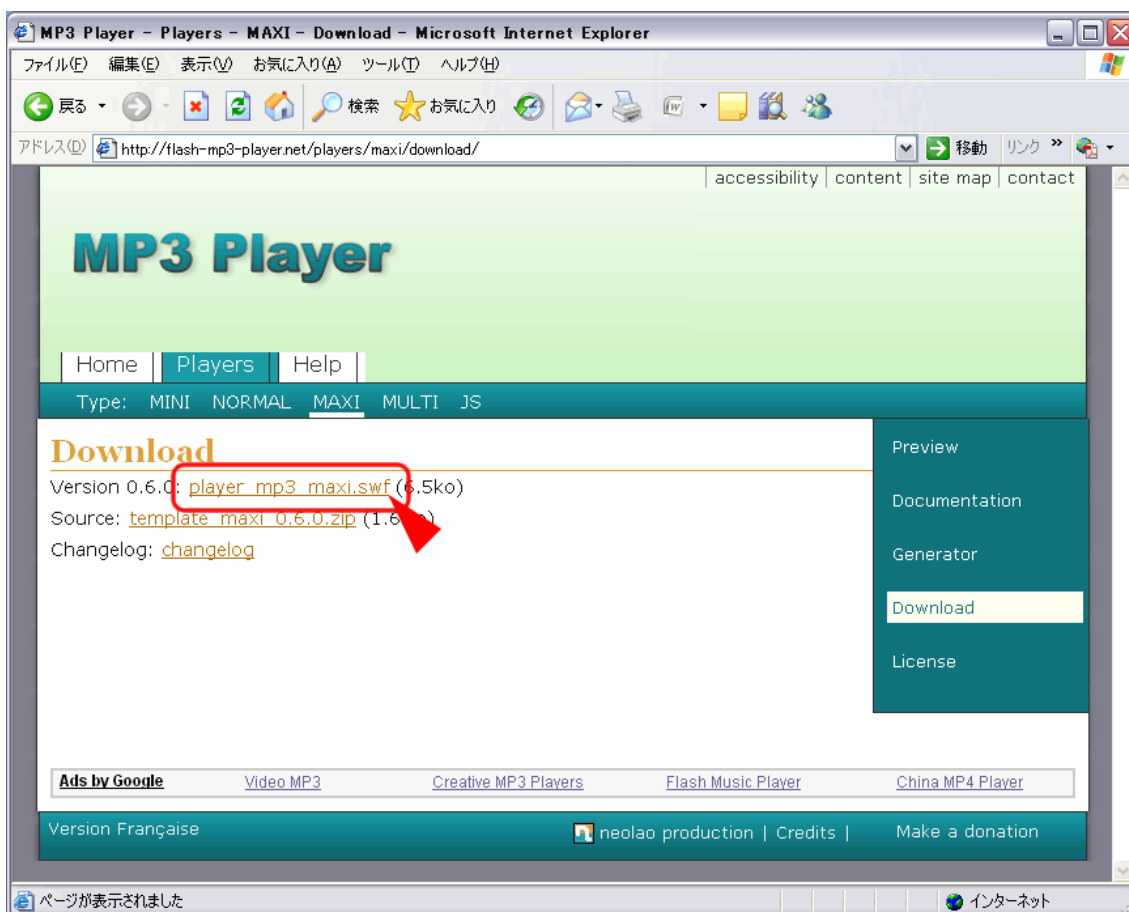 MP3 Player - Players - MAXI - Download - Microsoft Internet Explorer
ファイル(F) 編集(E) 表示(V) お気に入り(A) ツール(T) ヘルプ(H)
戻る 検索 お気に入り
アドレス(D) http://flash-mp3-player.net/players/maxi/download/ 移動 リンク »
accessibility | content | site map | contact
MP3 Player
Home Players Help
Type: MINI NORMAL MAXI MULTI JS
Download
Version 0.6.0: player_mp3_maxi.swf (6.5ko)
Source: template_maxi_0.6.0.zip (1.6
Changelog: changelog
Preview
Documentation
Generator
Download
License
Ads by Google Video MP3 Creative MP3 Players Flash Music Player China MP4 Player
Version Française neolao production | Credits | Make a donation
ページが表示されました インターネット